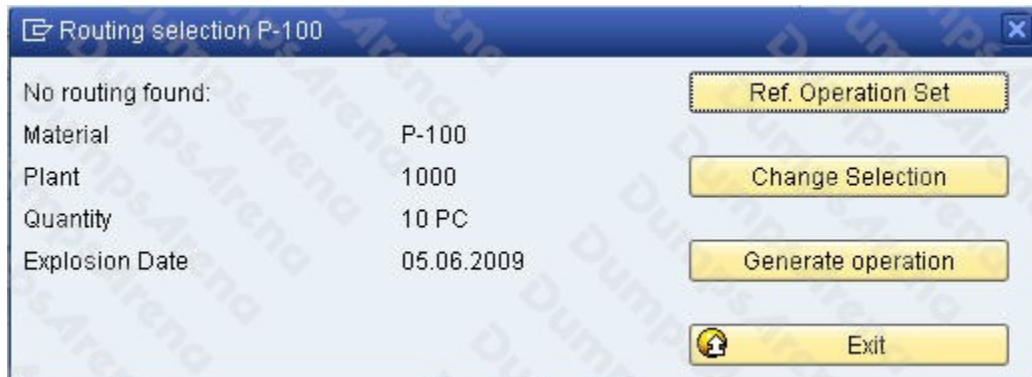 Routing selection P-100
No routing found:
Ref. Operation Set
Material P-100
Plant 1000
Change Selection
Quantity 10 PC
Explosion Date 05.06.2009
Generate operation
Exit
DumpsArena